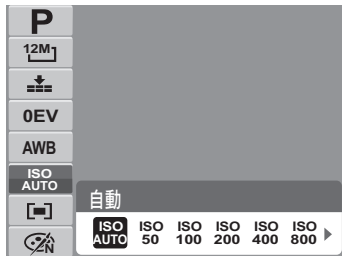 P
12M
0EV
AWB
ISO AUTO
N
自動
ISO AUTO ISO 50 ISO 100 ISO 200 ISO 400 ISO 800